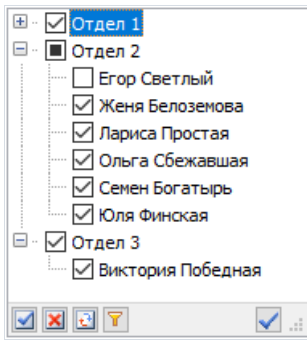 Отдел 1
Отдел 2
Егор Светлый
Женя Белоземова
Лариса Простая
Ольга Сбежавшая
Семен Богатырь
Юля Финская
Отдел 3
Виктория Победная